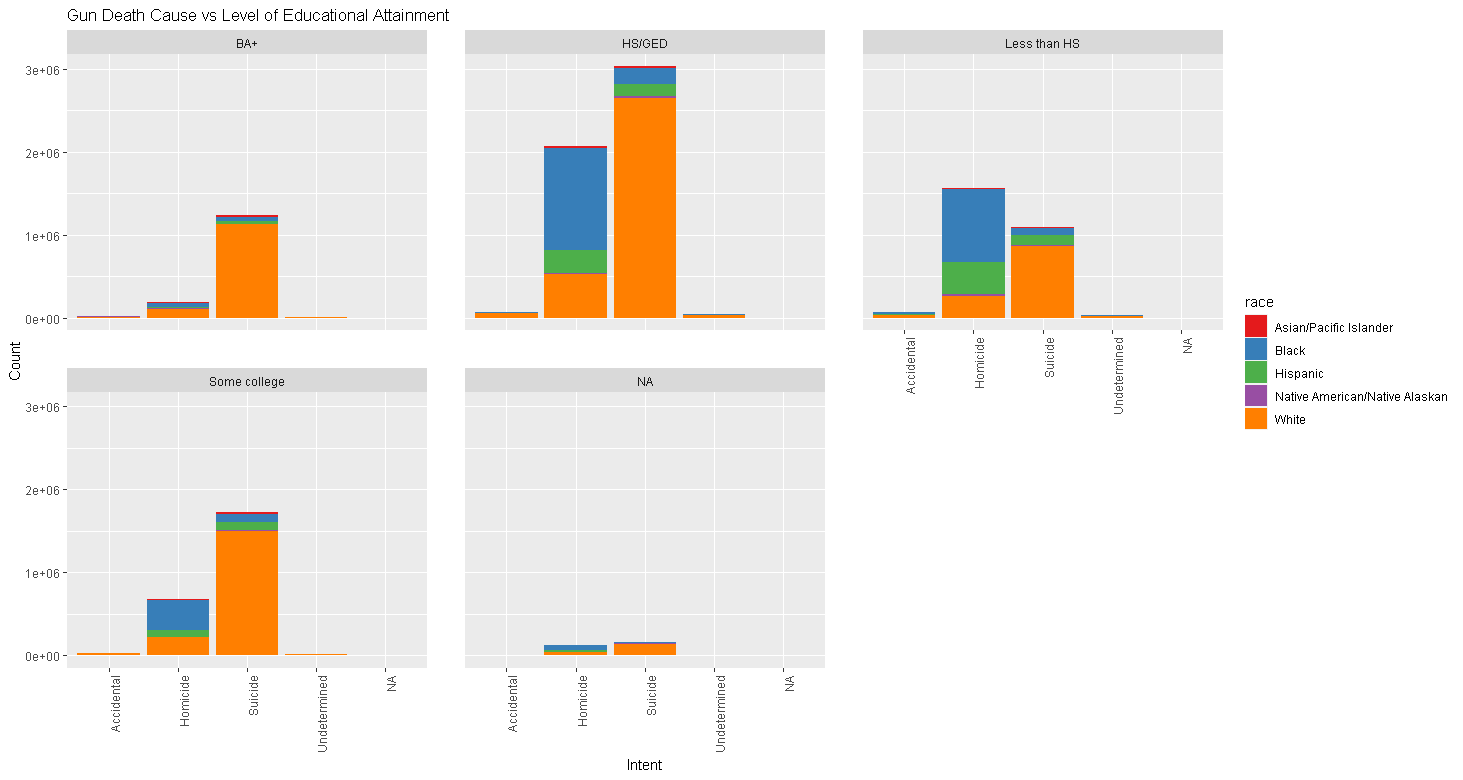 Gun Death Cause vs Level of Educational Attainment
BA+
HS/GED
Less than HS
3e+06
2e+06
1e+06
0e+00
Accidental
Homicide
Suicide
Undetermined
NA
Count
race
Asian/Pacific Islander
Black
Hispanic
Native American/Native Alaskan
White
Some college
NA
3e+06
2e+06
1e+06
0e+00
Accidental
Homicide
Suicide
Undetermined
NA
Accidental
Homicide
Suicide
Undetermined
NA
Intent